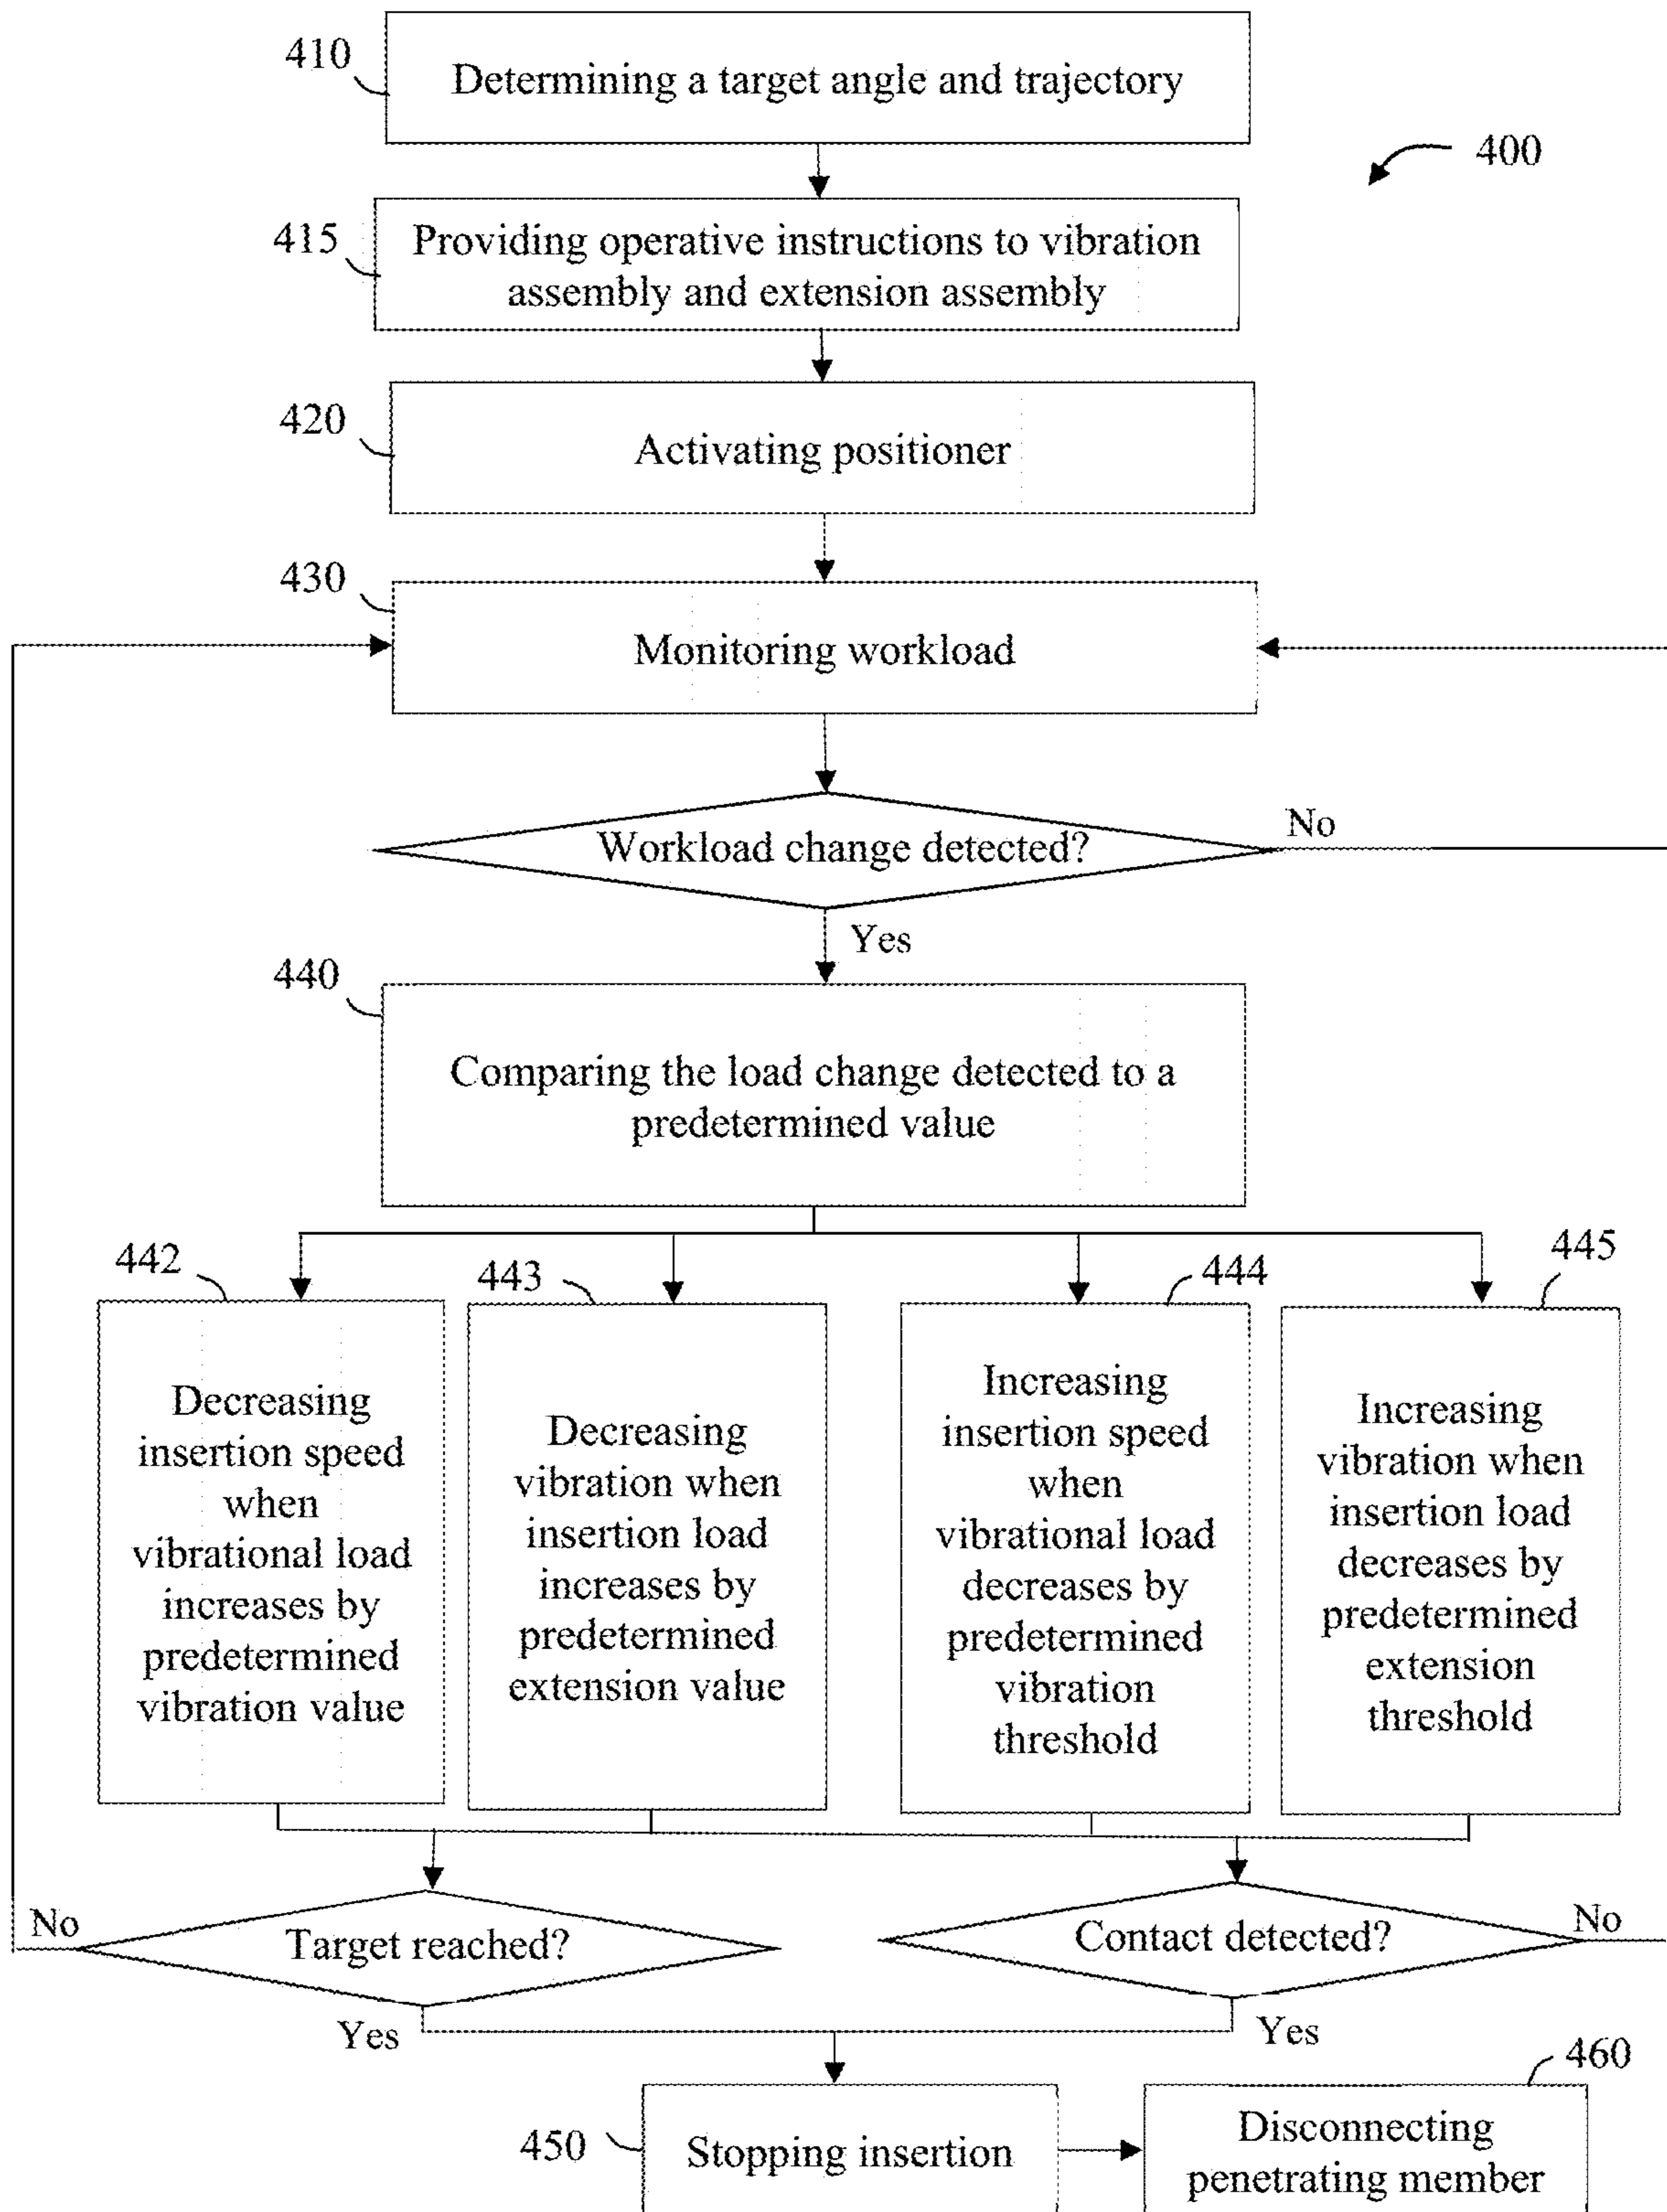 410
Determining a target angle and trajectory
400
415
Providing operative instructions to vibration
assembly and extension assembly
420
Activating positioner
430
Monitoring workload
Workload change detected?
No
Yes
440
Comparing the load change detected to a
predetermined value
442
443
444
445
Decreasing
insertion speed
when
vibrational load
increases by
predetermined
vibration value
Decreasing
vibration when
insertion load
increases by
predetermined
extension value
Increasing
insertion speed
when
vibrational load
decreases by
predetermined
vibration
threshold
Increasing
vibration when
insertion load
decreases by
predetermined
extension
threshold
No
Target reached?
Contact detected?
No
Yes
Yes
450
Stopping insertion
460
Disconnecting
penetrating member